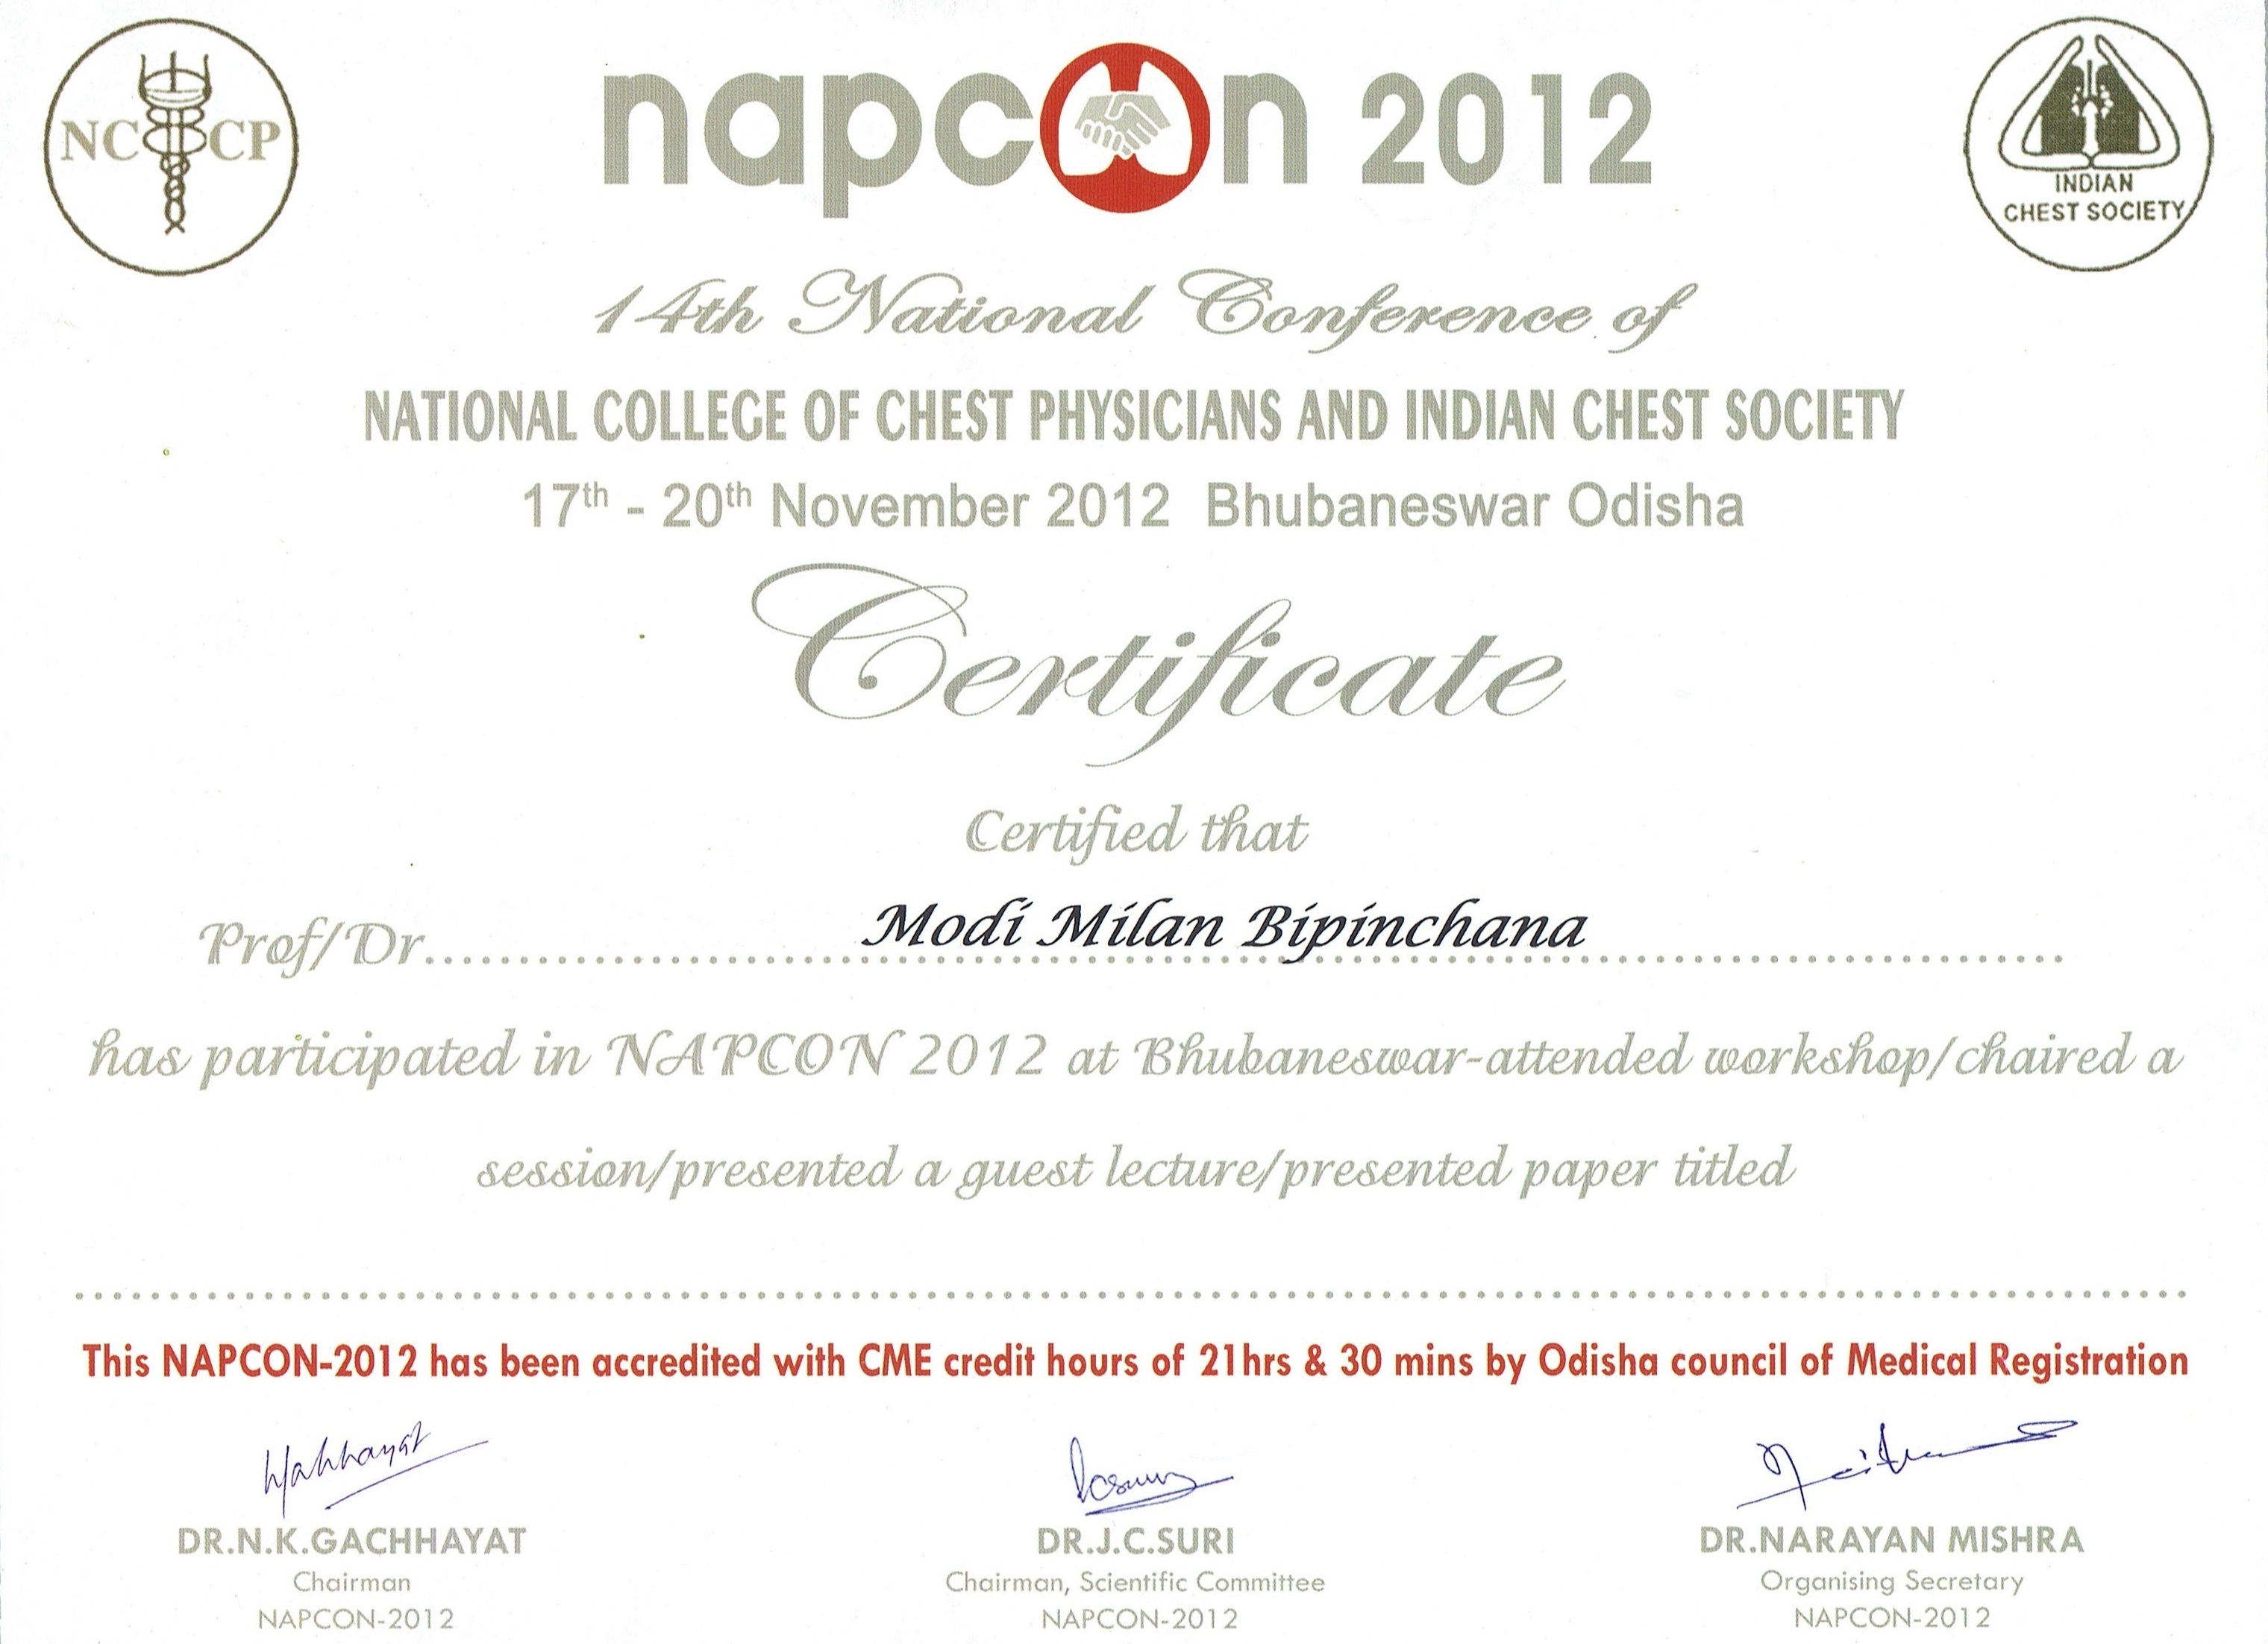 NCCP
napcon 2012
INDIAN
CHEST SOCIETY
14th National Conference of
NATIONAL COLLEGE OF CHEST PHYSICIANS AND INDIAN CHEST SOCIETY
17th - 20th November 2012 Bhubaneswar Odisha
Certificate
Certified that
Prof/Dr. Modi Milan Bipinchana
has participated in NAPCON 2012 at Bhubaneswar-attended workshop/chaired a
session/presented a guest lecture/presented paper titled
This NAPCON-2012 has been accredited with CME credit hours of 21hrs & 30 mins by Odisha council of Medical Registration
DR.N.K.GACHHAYAT
Chairman
NAPCON-2012
DR.J.C.SURI
Chairman, Scientific Committee
NAPCON-2012
DR.NARAYAN MISHRA
Organising Secretary
NAPCON-2012